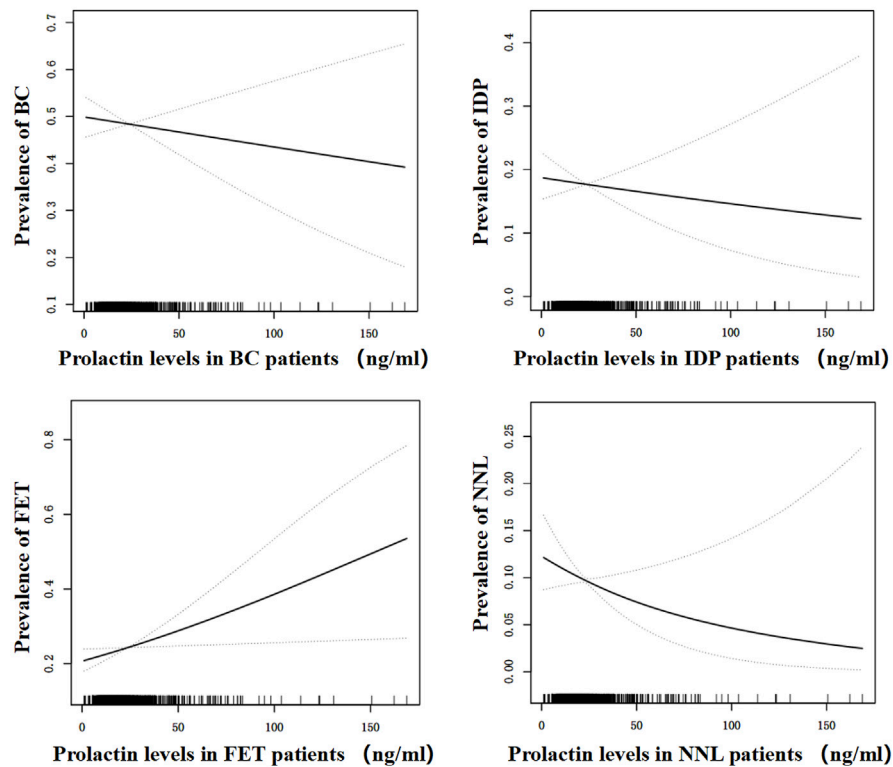 Prevalence of BC
0.7
0.6
0.5
0.4
0.3
0.2
0.1
0 50 100 150
Prolactin levels in BC patients （ng/ml）
Prevalence of IDP
0.4
0.3
0.2
0.1
0.0
0 50 100 150
Prolactin levels in IDP patients （ng/ml）
Prevalence of FET
0.8
0.6
0.4
0.2
0 50 100 150
Prolactin levels in FET patients （ng/ml）
Prevalence of NNL
0.25
0.20
0.15
0.10
0.05
0.00
0 50 100 150
Prolactin levels in NNL patients （ng/ml）